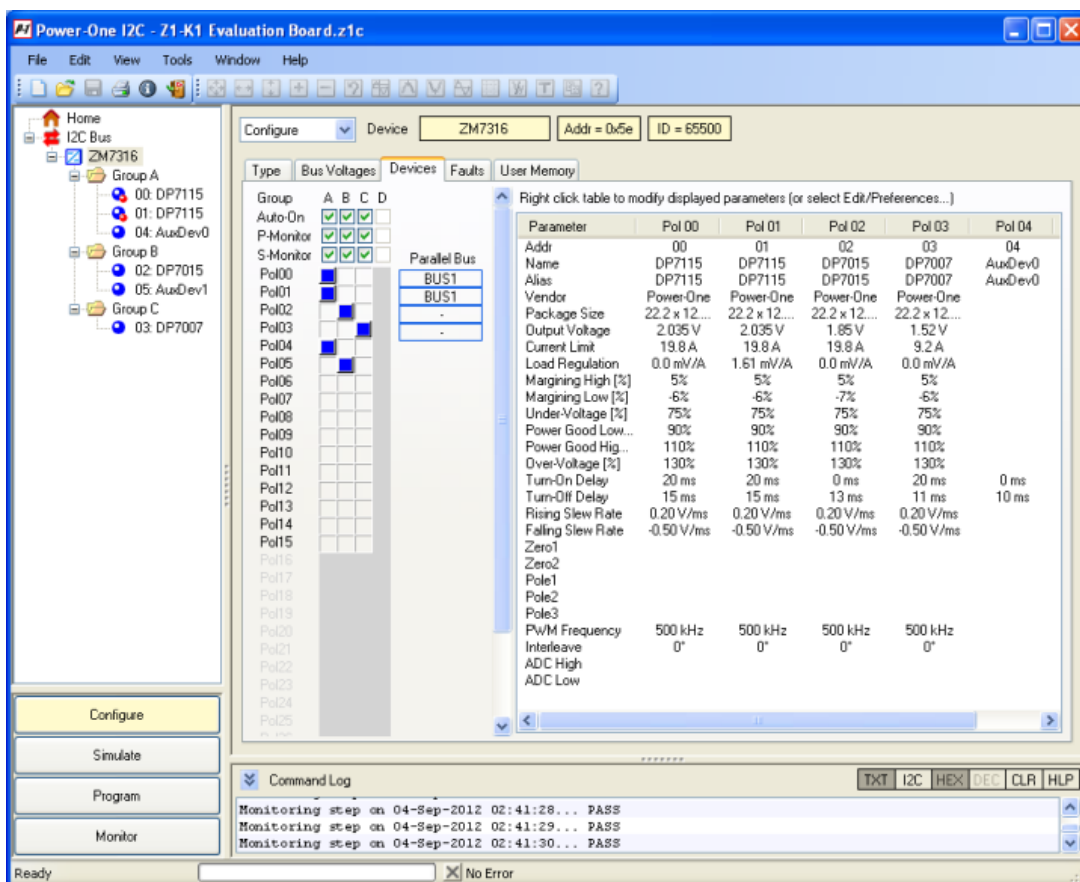 Power-One I2C - Z1-K1 Evaluation Board.z1c
File Edit View Tools Window Help
Home
I2C Bus
ZM7316
Group A
00: DP7115
01: DP7115
04: AuxDev0
Group B
02: DP7015
05: AuxDev1
Group C
03: DP7007
Configure
Simulate
Program
Monitor
Configure Device ZM7316 Addr = 0x5e ID = 65500
Type Bus Voltages Devices Faults User Memory
Group A B C D
Auto-On
P-Monitor
S-Monitor
Parallel Bus
Pol00 BUS1
Pol01 BUS1
Pol02 -
Pol03 -
Pol04
Pol05
Pol06
Pol07
Pol08
Pol09
Pol10
Pol11
Pol12
Pol13
Pol14
Pol15
Pol16
Pol17
Pol18
Pol19
Pol20
Pol21
Pol22
Pol23
Pol24
Pol25
Right click table to modify displayed parameters (or select Edit/Preferences...)
Parameter Pol 00 Pol 01 Pol 02 Pol 03 Pol 04
Addr 00 01 02 03 04
Name DP7115 DP7115 DP7015 DP7007 AuxDev0
Alias DP7115 DP7115 DP7015 DP7007 AuxDev0
Vendor Power-One Power-One Power-One Power-One
Package Size 22.2 x 12.... 22.2 x 12.... 22.2 x 12.... 22.2 x 12....
Output Voltage 2.035 V 2.035 V 1.85 V 1.52 V
Current Limit 19.8 A 19.8 A 19.8 A 9.2 A
Load Regulation 0.0 mV/A 1.61 mV/A 0.0 mV/A 0.0 mV/A
Margining High [%] 5% 5% 5% 5%
Margining Low [%] -6% -6% -7% -6%
Under-Voltage [%] 75% 75% 75% 75%
Power Good Low... 90% 90% 90% 90%
Power Good Hig... 110% 110% 110% 110%
Over-Voltage [%] 130% 130% 130% 130%
Turn-On Delay 20 ms 20 ms 0 ms 20 ms 0 ms
Turn-Off Delay 15 ms 15 ms 13 ms 11 ms 10 ms
Rising Slew Rate 0.20 V/ms 0.20 V/ms 0.20 V/ms 0.20 V/ms
Falling Slew Rate -0.50 V/ms -0.50 V/ms -0.50 V/ms -0.50 V/ms
Zero1
Zero2
Pole1
Pole2
Pole3
PWM Frequency 500 kHz 500 kHz 500 kHz 500 kHz
Interleave 0° 0° 0° 0°
ADC High
ADC Low
Command Log TXT I2C HEX DEC CLR HLP
Monitoring step on 04-Sep-2012 02:41:28... PASS
Monitoring step on 04-Sep-2012 02:41:29... PASS
Monitoring step on 04-Sep-2012 02:41:30... PASS
Ready No Error